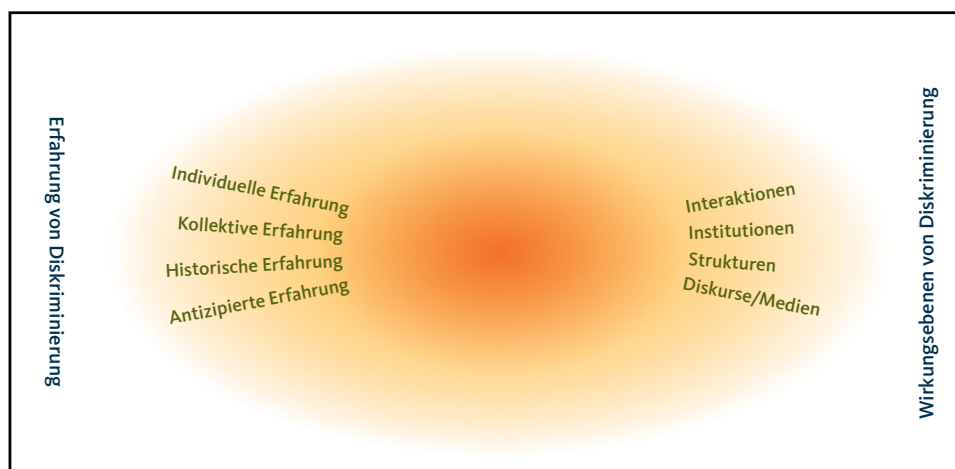 Erfahrung von Diskriminierung
Individuelle Erfahrung
Kollektive Erfahrung
Historische Erfahrung
Antizipierte Erfahrung
Interaktionen
Institutionen
Strukturen
Diskurse/Medien
Wirkungsebenen von Diskriminierung